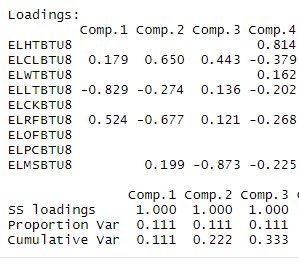 Loadings:
Comp.1 Comp.2 Comp.3 Comp.4
ELHTBTU8 0.814
ELCLBTU8 0.179 0.650 0.443 -0.379
ELWTBTU8 0.162
ELLTBTU8 -0.829 -0.274 0.136 -0.202
ELCKBTU8
ELRFBTU8 0.524 -0.677 0.121 -0.268
ELOFBTU8
ELPCBTU8
ELMSBTU8 0.199 -0.873 -0.225
Comp.1 Comp.2 Comp.3
SS loadings 1.000 1.000 1.000
Proportion Var 0.111 0.111 0.111
Cumulative Var 0.111 0.222 0.333